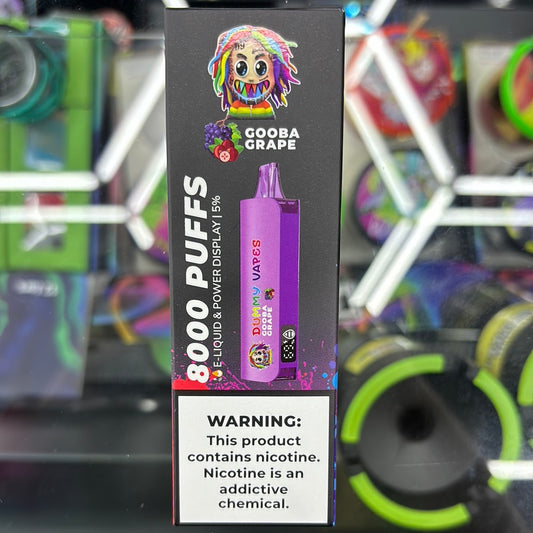 GOOBA
GRAPE
8000 PUFFS
E-LIQUID & POWER DISPLAY | 5%
DUMMY VAPES
GOOBA
GRAPE
WARNING:
This product
contains nicotine.
Nicotine is an
addictive
chemical.